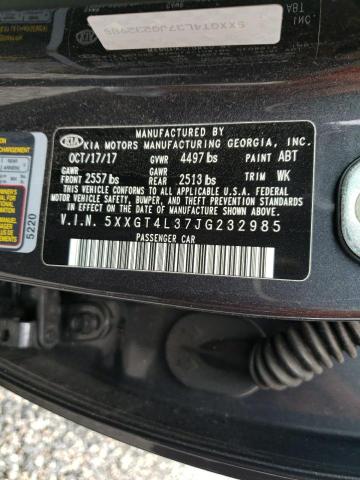 MANUFACTURED BY
KIA KIA MOTORS MANUFACTURING GEORGIA, INC.
OCT/17/17 GVWR 4497 lbs PAINT ABT
GAWR FRONT 2557 lbs GAWR REAR 2513 lbs TRIM WK
THIS VEHICLE CONFORMS TO ALL APPLICABLE U.S. FEDERAL
MOTOR VEHICLE SAFETY, BUMPER, AND THEFT PREVENTION STANDARDS
IN EFFECT ON THE DATE OF MANUFACTURE SHOWN ABOVE.
V.I.N. 5XXGT4L37JG232985
PASSENGER CAR
5220